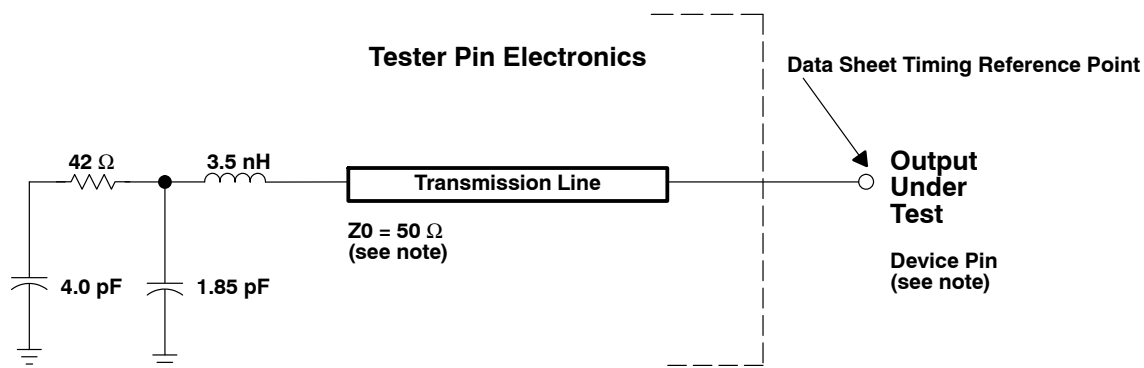 Tester Pin Electronics
Data Sheet Timing Reference Point
42 Ω
3.5 nH
Transmission Line
Output
Under
Test
Z0 = 50 Ω
(see note)
Device Pin
(see note)
4.0 pF
1.85 pF